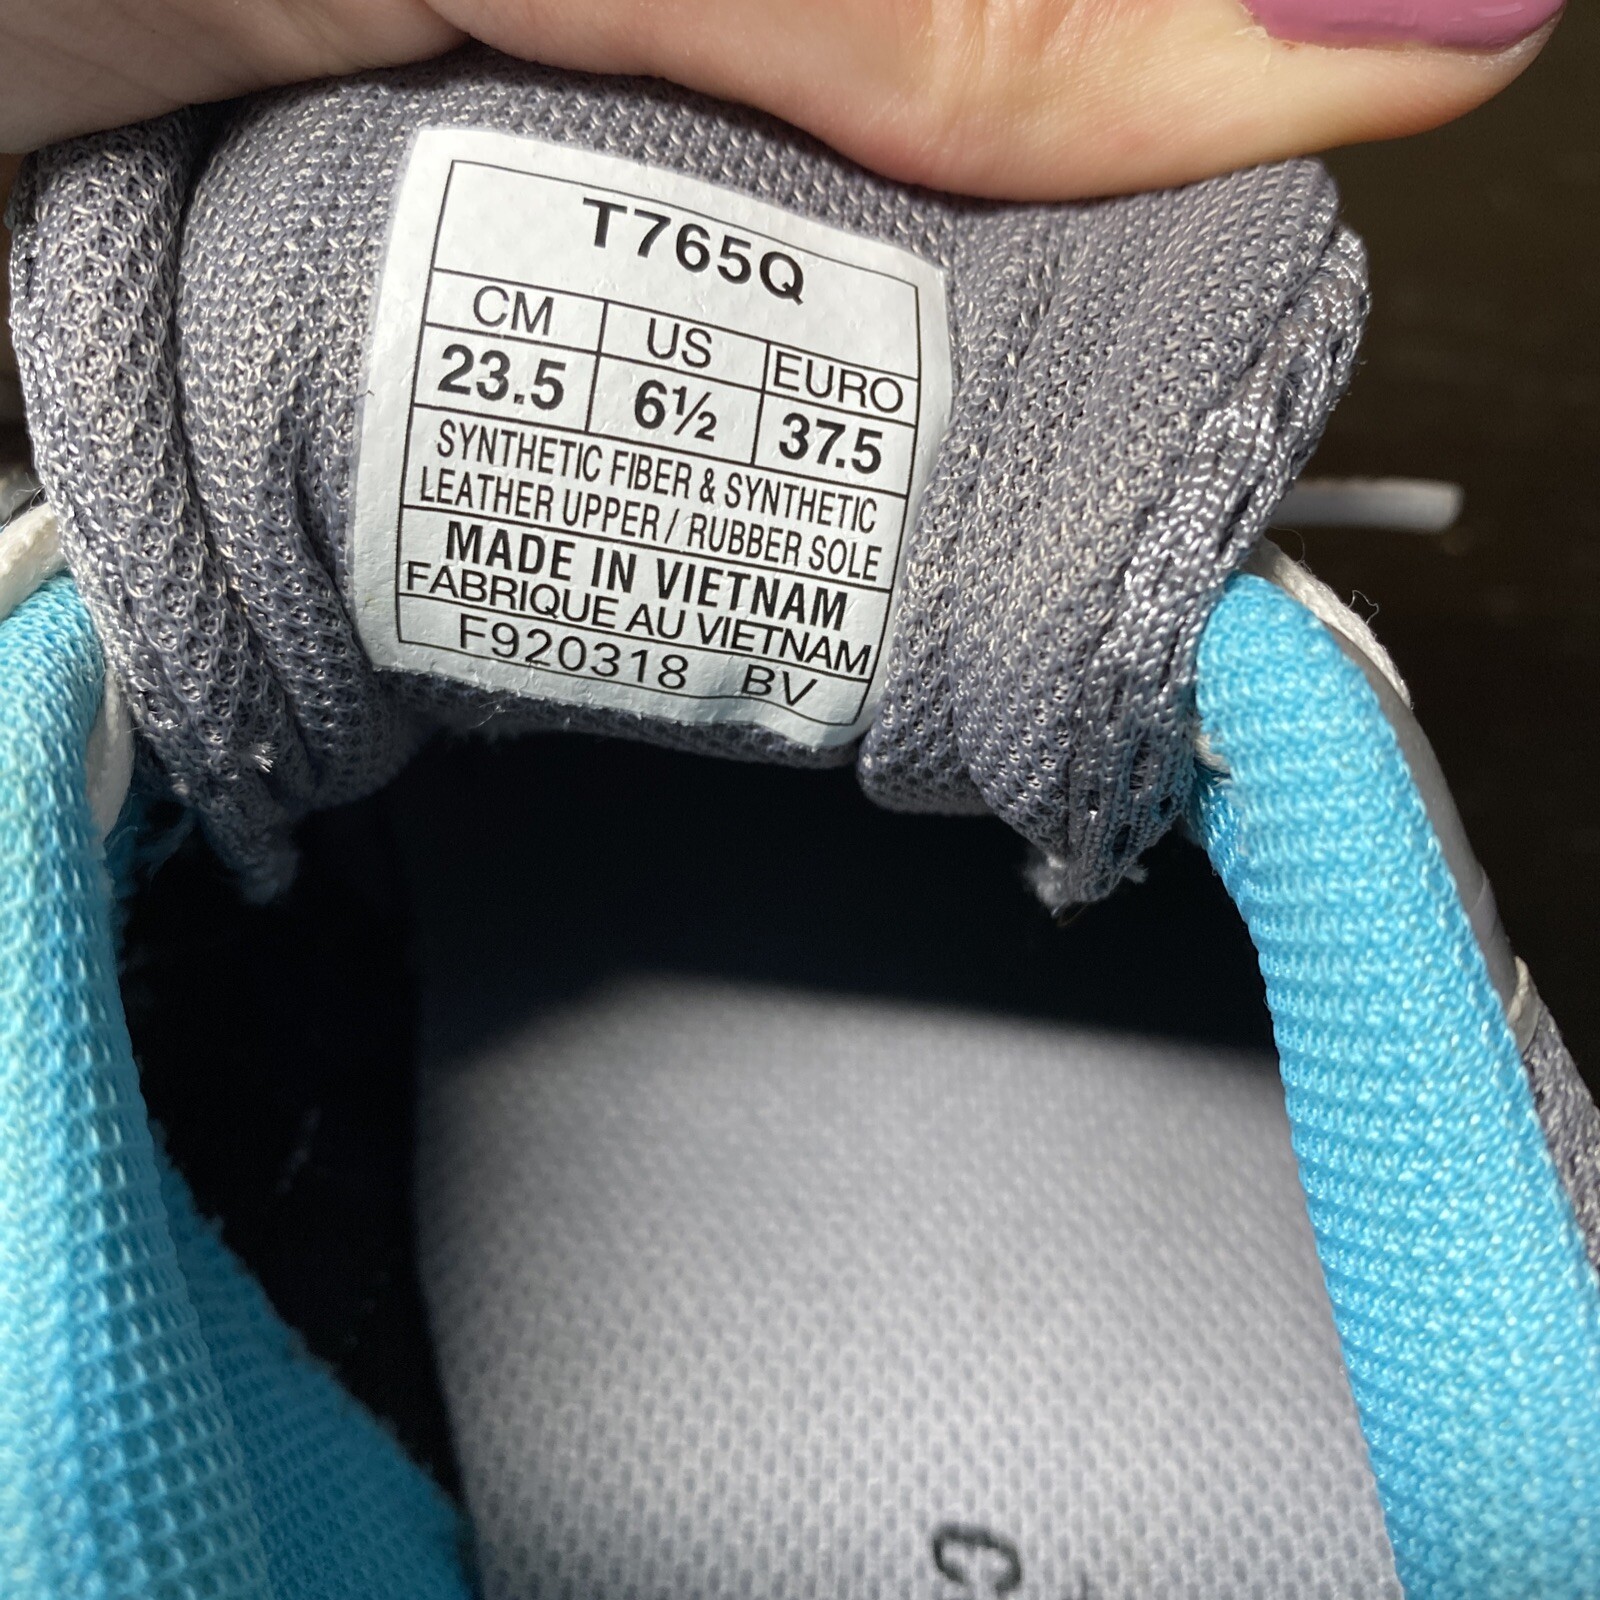 T765Q
CM US EURO
23.5 6½ 37.5
SYNTHETIC FIBER & SYNTHETIC
LEATHER UPPER / RUBBER SOLE
MADE IN VIETNAM
FABRIQUE AU VIETNAM
F920318 BV